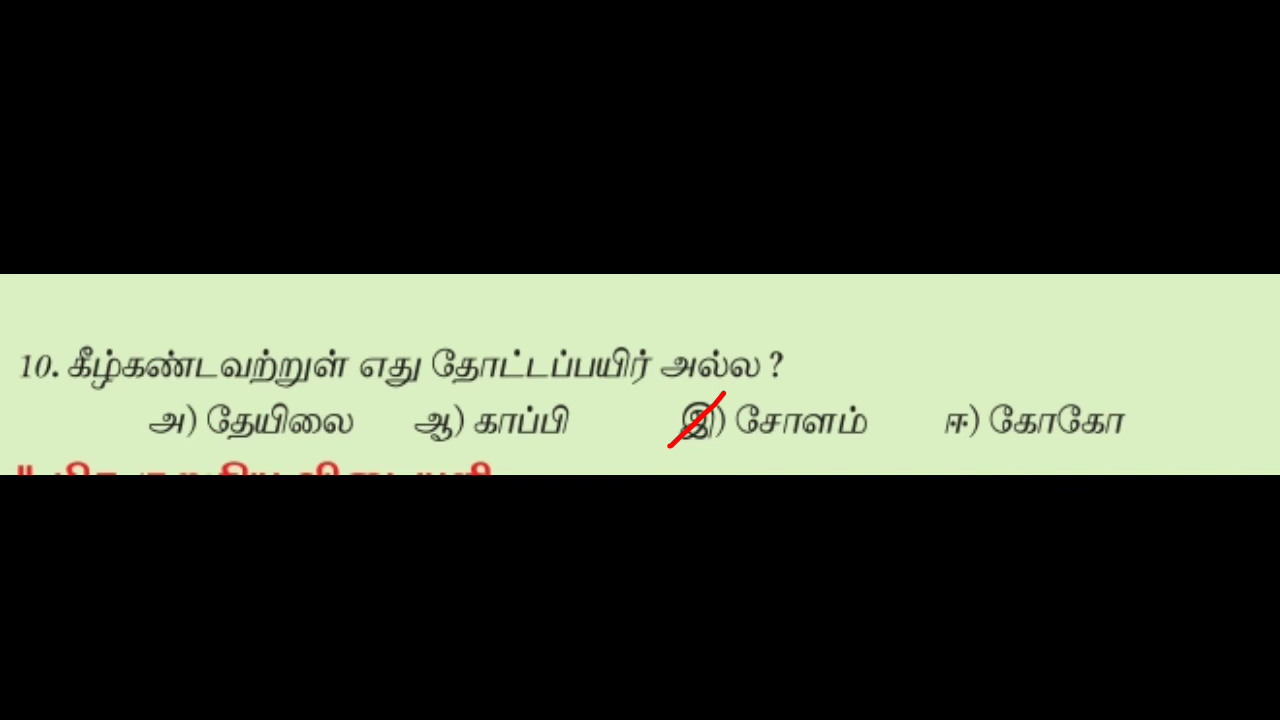 10. கீழ்கண்டவற்றுள் எது தோட்டப்பயிர் அல்ல ?
அ) தேயிலை ஆ) காப்பி இ) சோளம் ஈ) கோகோ